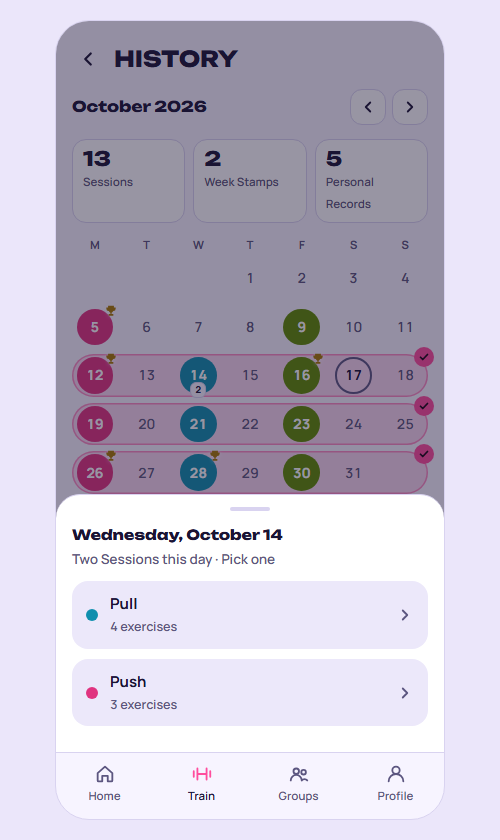 HISTORY
October 2026
13
Sessions
2
Week Stamps
5
Personal
Records
M T W T F S S
1 2 3 4
5 6 7 8 9 10 11
12 13 14 15 16 17 18
2
19 20 21 22 23 24 25
26 27 28 29 30 31
Wednesday, October 14
Two Sessions this day · Pick one
Pull
4 exercises
Push
3 exercises
Home Train Groups Profile